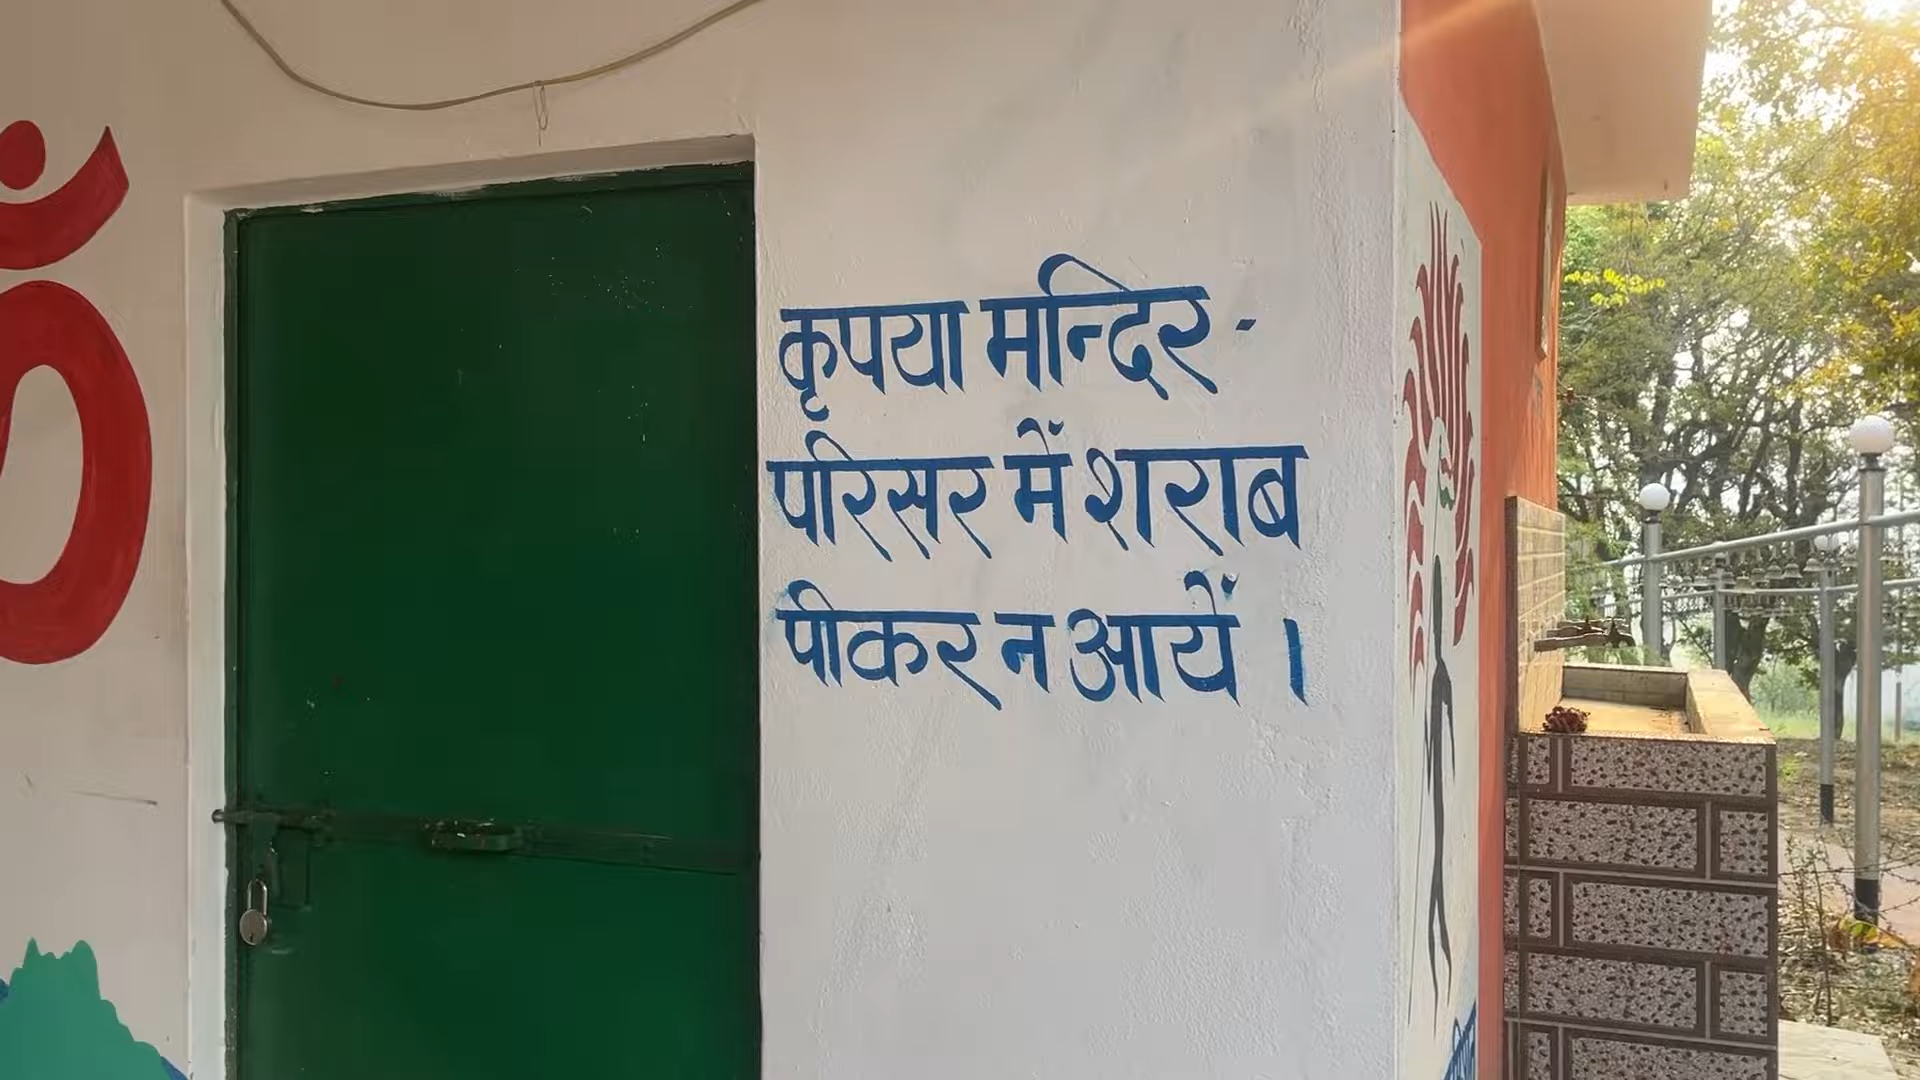 कृपया मन्दिर -
परिसर में शराब
पीकर न आयें ।